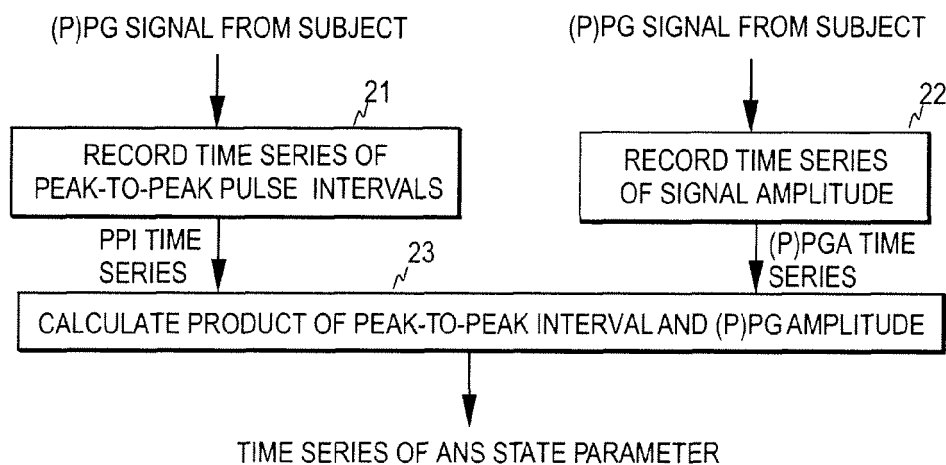 (P)PG SIGNAL FROM SUBJECT
(P)PG SIGNAL FROM SUBJECT
21
22
RECORD TIME SERIES OF
PEAK-TO-PEAK PULSE INTERVALS
RECORD TIME SERIES
OF SIGNAL AMPLITUDE
PPI TIME
SERIES
(P)PGA TIME
SERIES
23
CALCULATE PRODUCT OF PEAK-TO-PEAK INTERVAL AND (P)PG AMPLITUDE
TIME SERIES OF ANS STATE PARAMETER